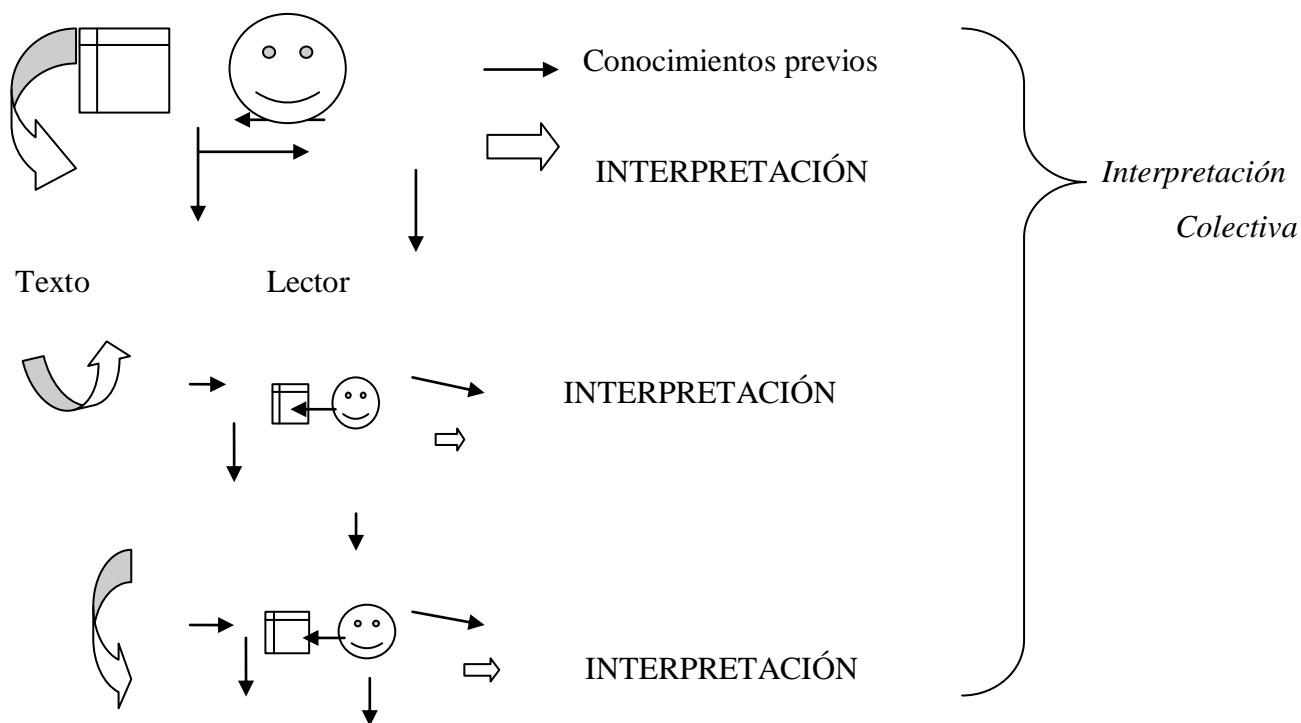 Conocimientos previos
INTERPRETACIÓN
Interpretación
Colectiva
Texto Lector
INTERPRETACIÓN
INTERPRETACIÓN